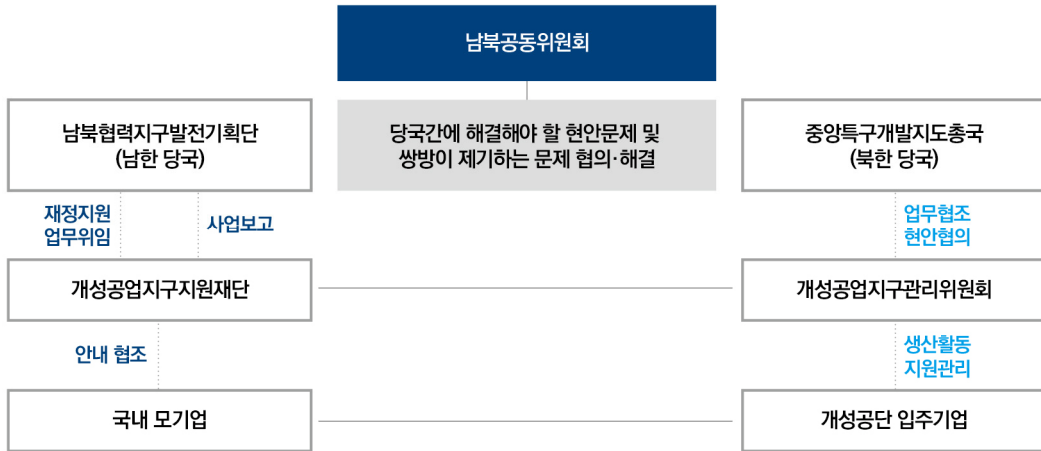 남북공동위원회
남북협력지구발전기획단
(남한 당국)
당국간에 해결해야 할 현안문제 및
쌍방이 제기하는 문제 협의·해결
중앙특구개발지도총국
(북한 당국)
재정지원
업무위임
사업보고
업무협조
현안협의
개성공업지구지원재단
개성공업지구관리위원회
안내 협조
생산활동
지원관리
국내 모기업
개성공단 입주기업